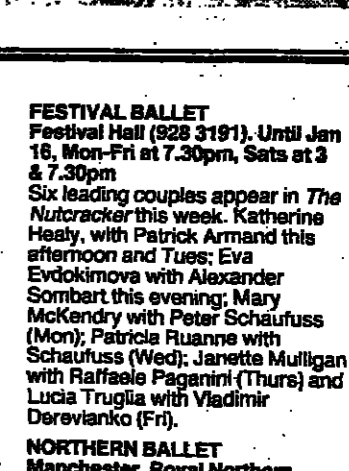 FESTIVAL BALLET
Festival Hall (928 3191). Until Jan
16, Mon-Fri at 7.30pm, Sats at 3
& 7.30pm
Six leading couples appear in The
Nutcracker this week. Katherine
Healy, with Patrick Armand this
afternoon and Tues; Eva
Evdokimova with Alexander
Sombart this evening; Mary
McKendry with Peter Schaufuss
(Mon); Patricia Ruanne with
Schaufuss (Wed); Janette Mulligan
with Raffaele Paganini (Thurs) and
Lucia Truglia with Vladimir
Derevianko (Fri).
NORTHERN BALLET
Manchester, Royal Northern